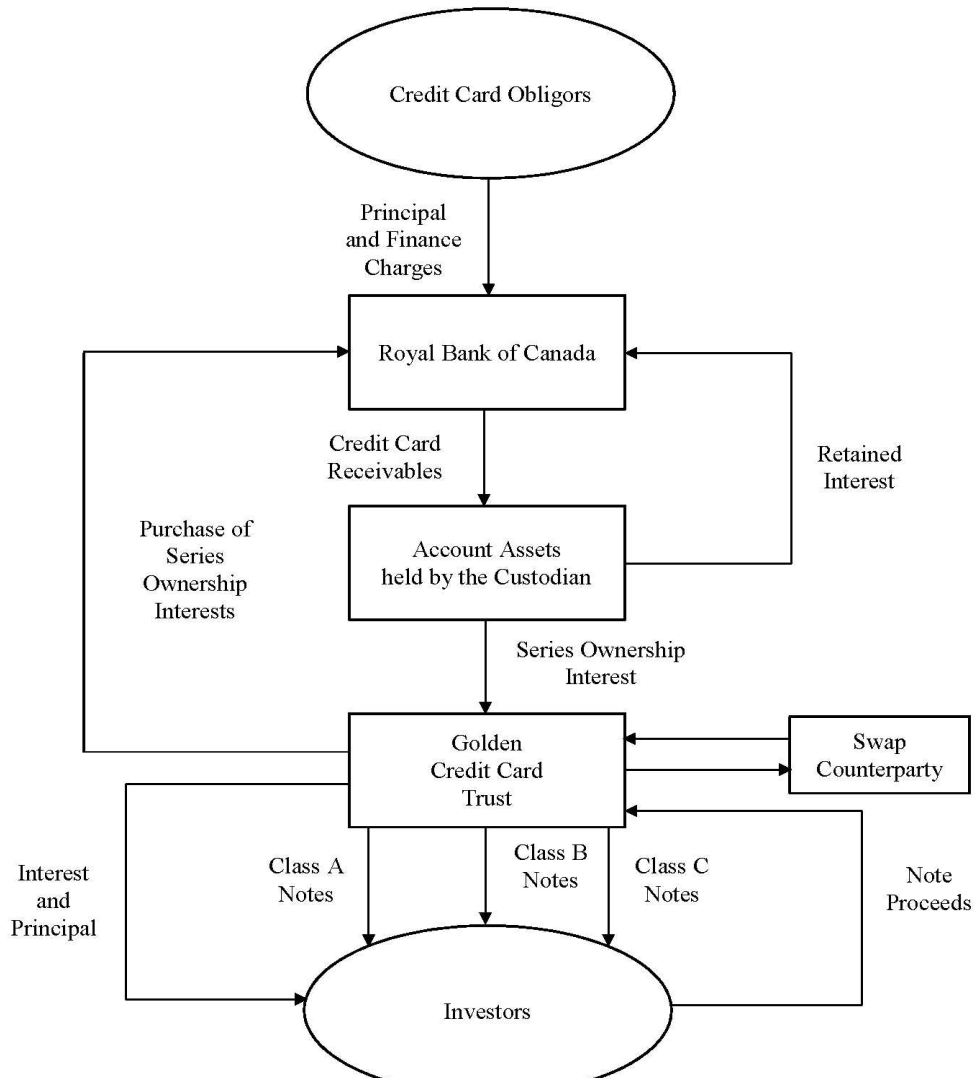 Credit Card Obligors
Principal
and Finance
Charges
Royal Bank of Canada
Credit Card
Receivables
Retained
Interest
Purchase of
Series
Ownership
Interests
Account Assets
held by the Custodian
Series Ownership
Interest
Golden
Credit Card
Trust
Swap
Counterparty
Interest
and
Principal
Class A
Notes
Class B
Notes
Class C
Notes
Note
Proceeds
Investors